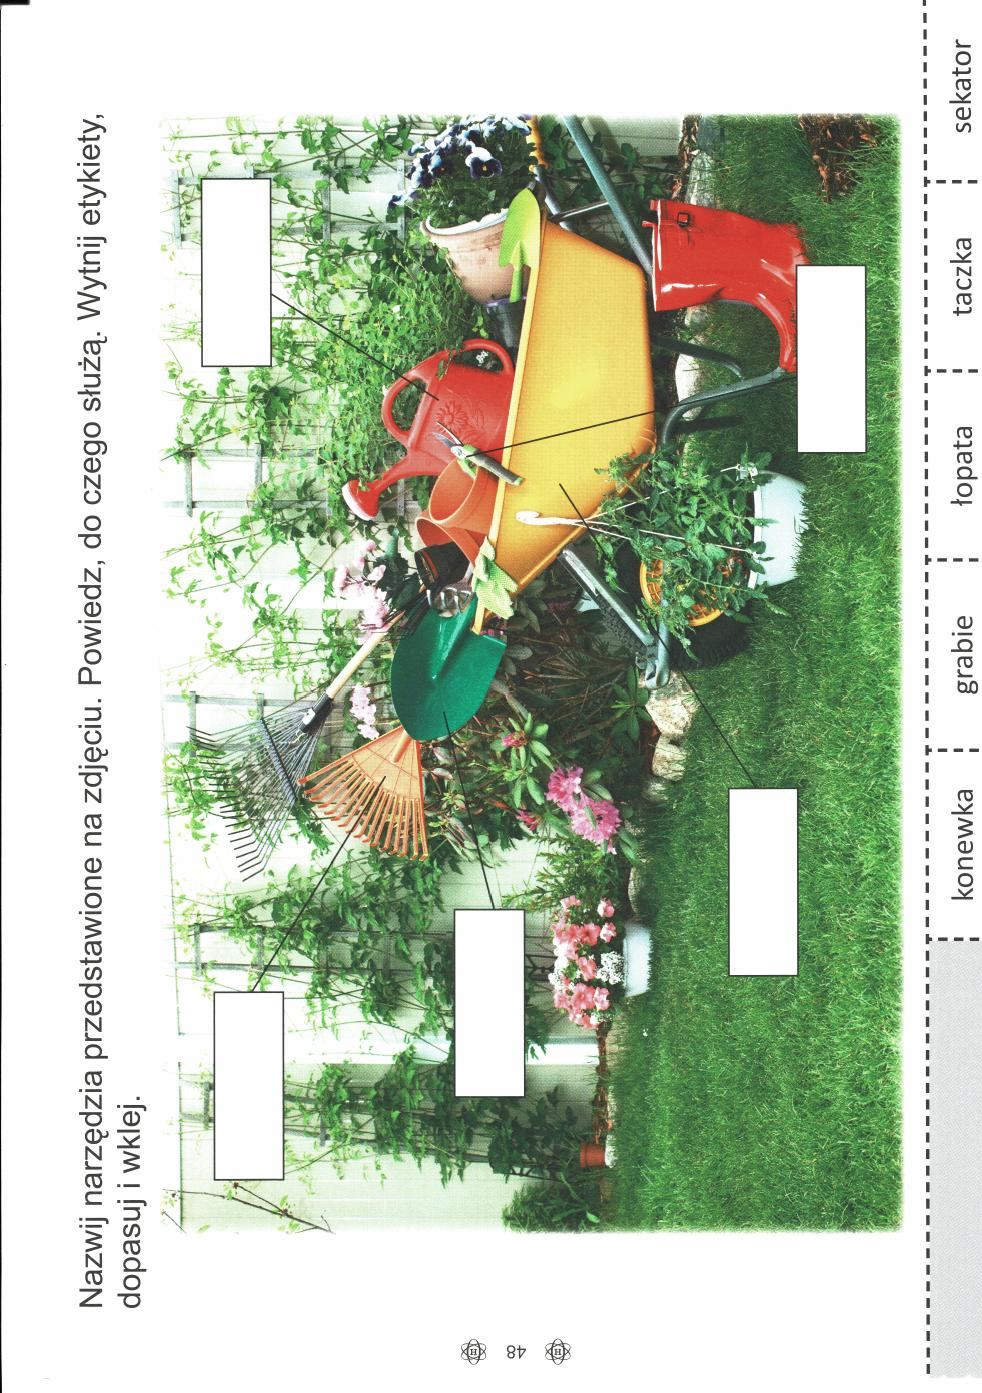 Nazwij narzędzia przedstawione na zdjęciu. Powiedz, do czego służą. Wytnij etykiety,
dopasuj i wklej.
konewka
grabie
łopata
taczka
sekator
48